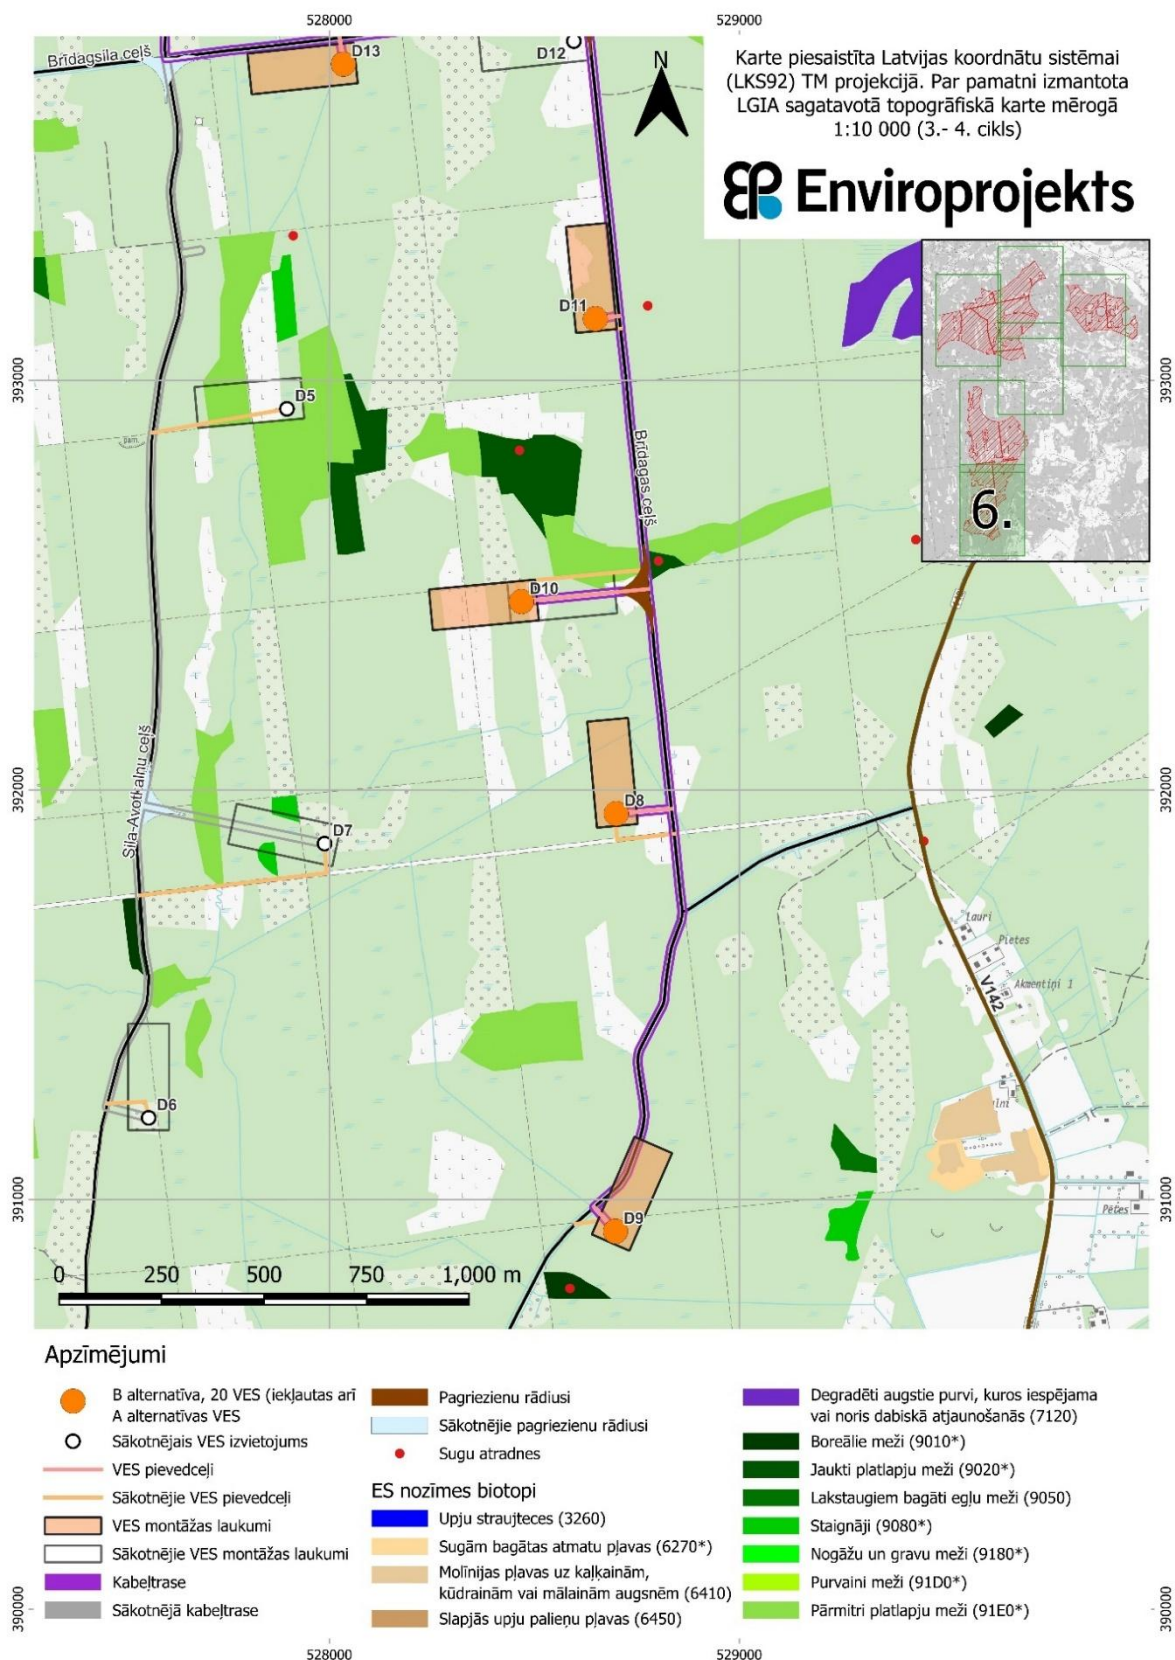 528000
529000
Karte piesaistīta Latvijas koordnātu sistēmai
(LKS92) TM projekcijā. Par pamatni izmantota
LGIA sagatavotā topogrāfiskā karte mērogā
1:10 000 (3.- 4. cikls)
Enviroprojekts
N
Brīdagsila ceļš
D13
D12
D11
393000
393000
D5
Bam.
Brīdagas ceļš
6.
D10
Sila-Avotkalnu ceļš
392000
392000
D8
D7
Lauri
Pietes
Akmentiņi 1
V142
D6
lni
391000
391000
Pētes
D9
0
250
500
750
1,000 m
Apzīmējumi
B alternatīva, 20 VES (iekļautas arī
A alternatīvas VES
Sākotnējais VES izvietojums
VES pievedceļi
Sākotnējie VES pievedceļi
VES montāžas laukumi
Sākotnējie VES montāžas laukumi
Kabeļtrase
Sākotnējā kabeļtrase
Pagriezienu rādiusi
Sākotnējie pagriezienu rādiusi
Sugu atradnes
ES nozīmes biotopi
Upju straujteces (3260)
Sugām bagātas atmatu pļavas (6270*)
Molīnijas pļavas uz kaļķainām,
kūdrainām vai mālainām augsnēm (6410)
Slapjās upju palieņu pļavas (6450)
Degradēti augstie purvi, kuros iespējama
vai noris dabiskā atjaunošanās (7120)
Boreālie meži (9010*)
Jaukti platlapju meži (9020*)
Lakstaugiem bagāti egļu meži (9050)
Staignāji (9080*)
Nogāžu un gravu meži (9180*)
Purvaini meži (91D0*)
Pārmitri platlapju meži (91E0*)
390000
390000
528000
529000